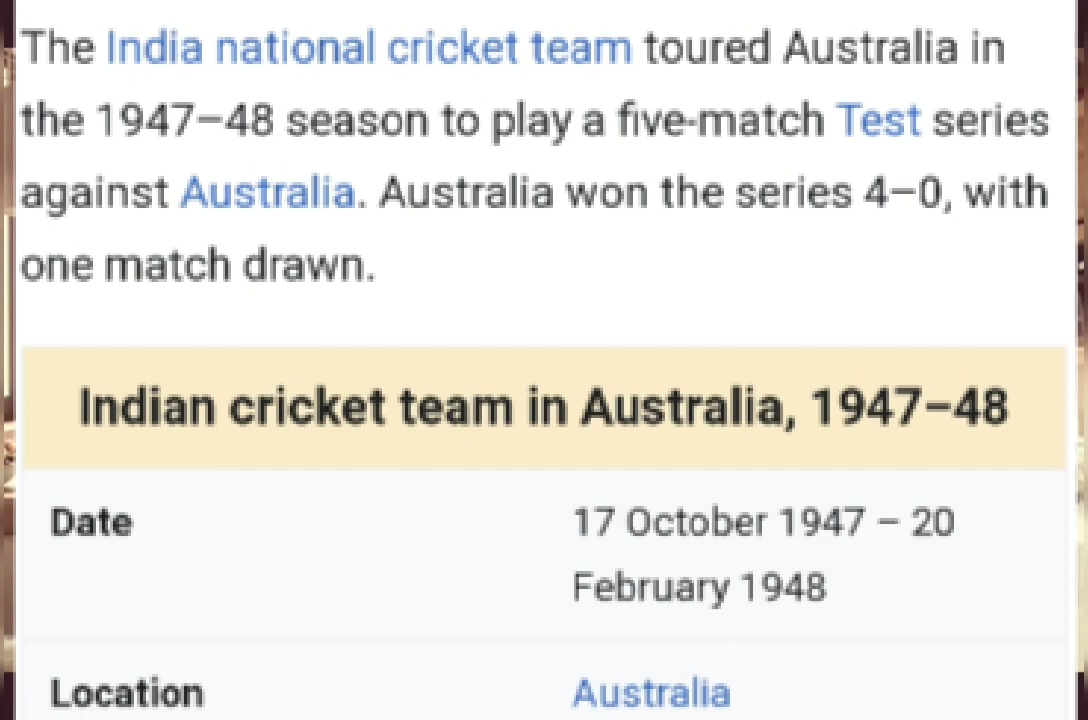 The India national cricket team toured Australia in
the 1947–48 season to play a five-match Test series
against Australia. Australia won the series 4–0, with
one match drawn.
Indian cricket team in Australia, 1947–48
Date 17 October 1947 – 20
February 1948
Location Australia